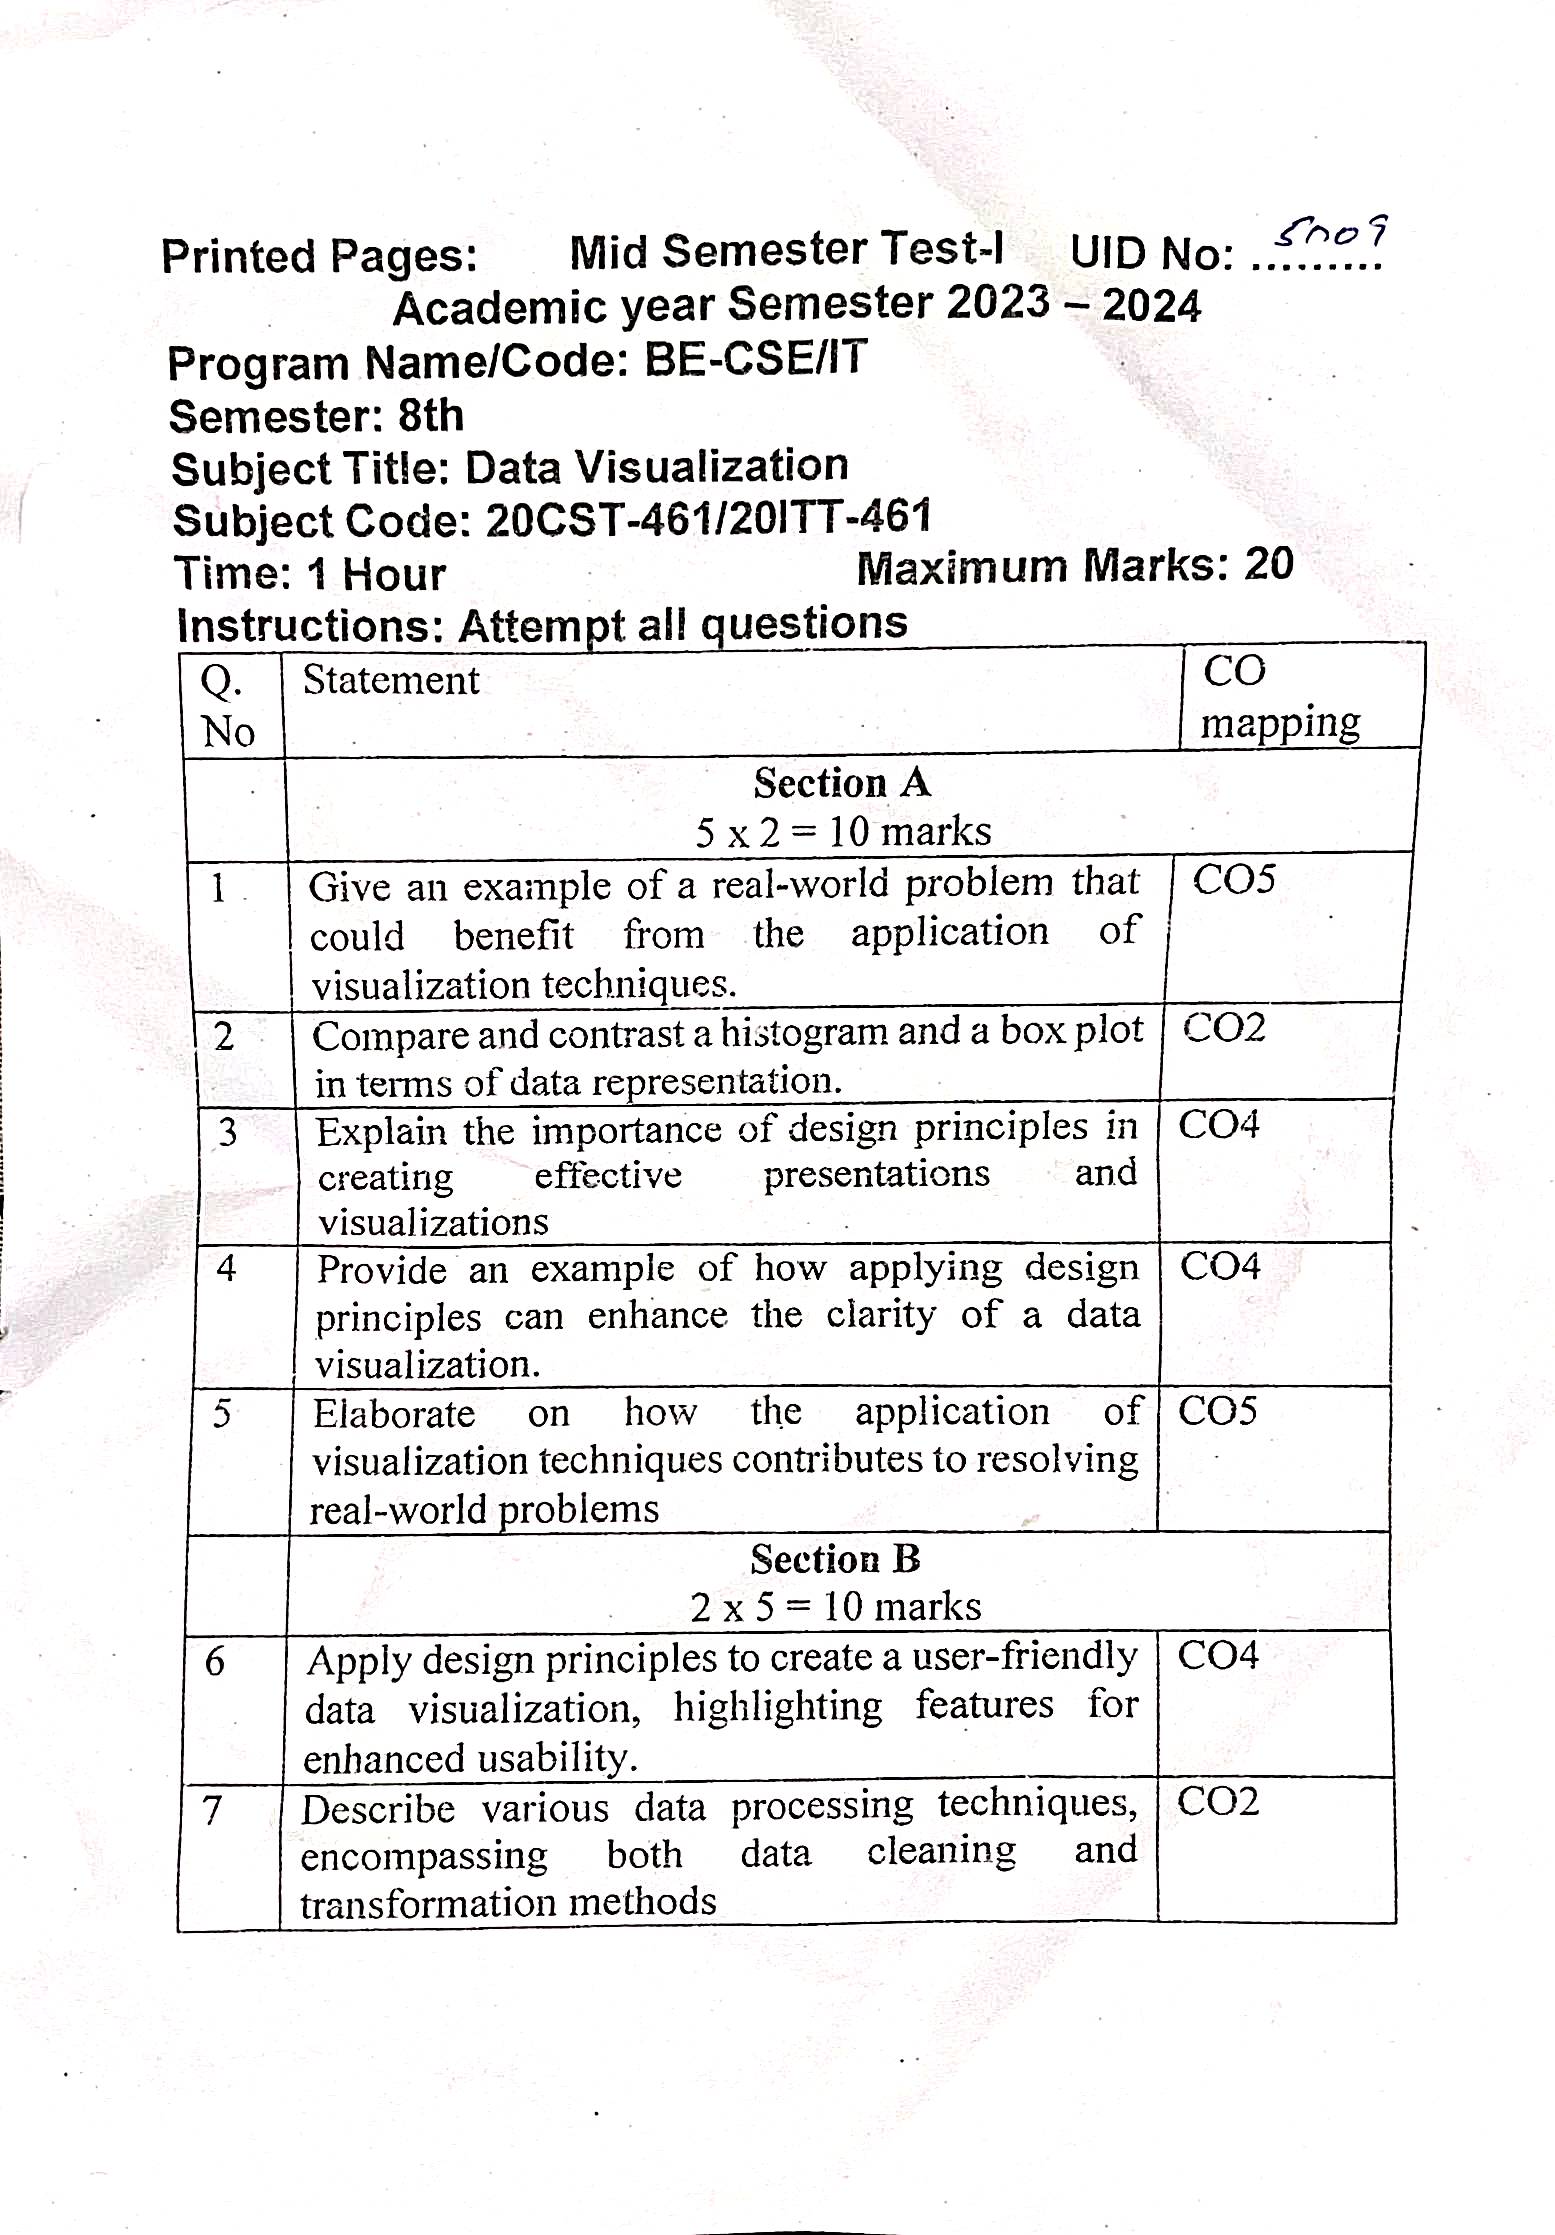 Printed Pages: Mid Semester Test-I UID No: .........
Academic year Semester 2023 – 2024
Program Name/Code: BE-CSE/IT
Semester: 8th
Subject Title: Data Visualization
Subject Code: 20CST-461/20ITT-461
Time: 1 Hour Maximum Marks: 20
Instructions: Attempt all questions
Q. Statement CO
No mapping
Section A
5 x 2 = 10 marks
1 Give an example of a real-world problem that CO5
could benefit from the application of
visualization techniques.
2 Compare and contrast a histogram and a box plot CO2
in terms of data representation.
3 Explain the importance of design principles in CO4
creating effective presentations and
visualizations
4 Provide an example of how applying design CO4
principles can enhance the clarity of a data
visualization.
5 Elaborate on how the application of CO5
visualization techniques contributes to resolving
real-world problems
Section B
2 x 5 = 10 marks
6 Apply design principles to create a user-friendly CO4
data visualization, highlighting features for
enhanced usability.
7 Describe various data processing techniques, CO2
encompassing both data cleaning and
transformation methods